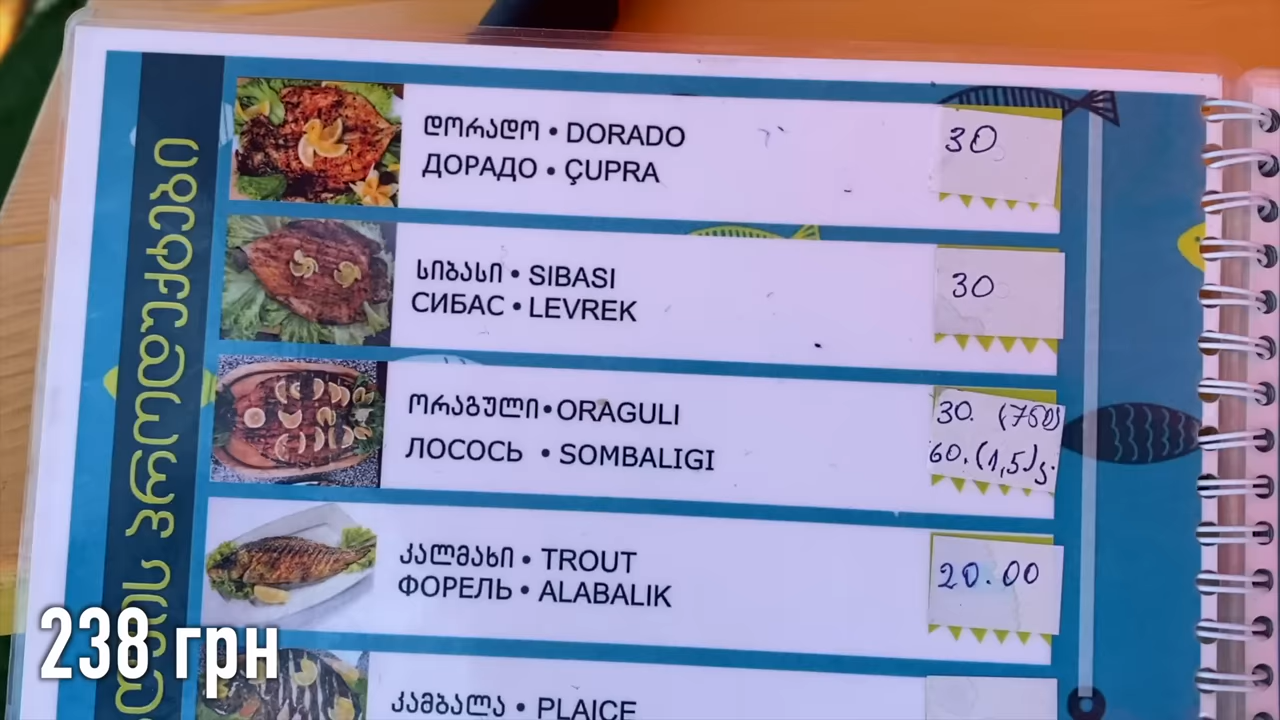 პროდუქტები
დორადო • DORADO
ДОРАДО • ÇUPRA
30
სიბასი • SIBASI
СИБАС • LEVREK
30
ორაგული • ORAGULI
ЛОСОСЬ • SOMBALIGI
30. (750)
60. (1,5)კ.
კალმახი • TROUT
ФОРЕЛЬ • ALABALIK
20.00
კამბალა • PLAICE
238 грн